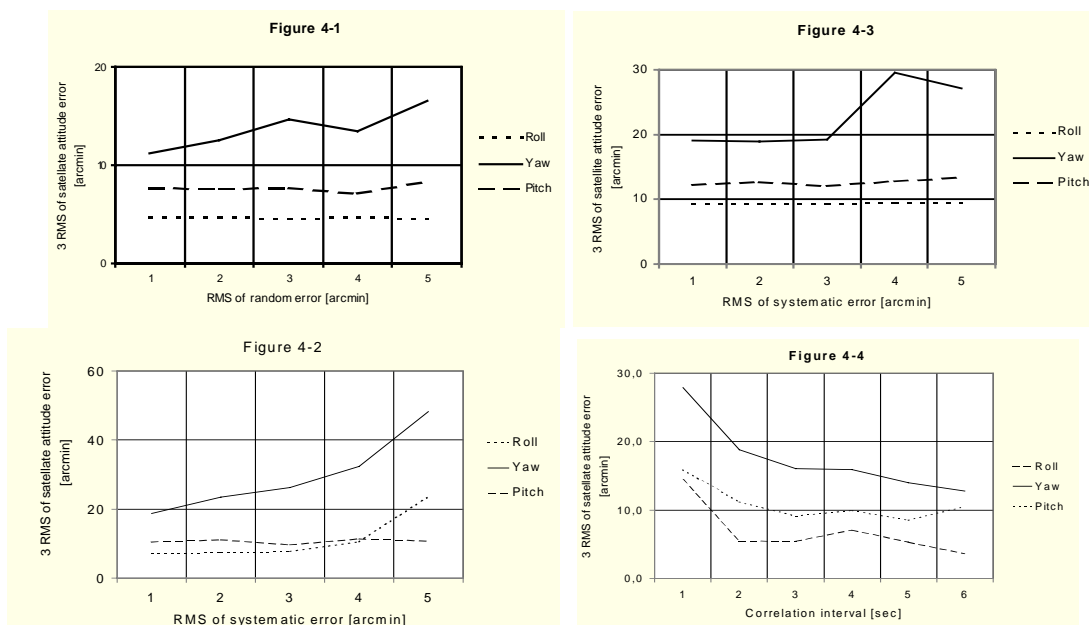 Figure 4-1
3 RMS of satellate attitude error
[arcmin]
20
10
0
1 2 3 4 5
RMS of random error [arcmin]
Roll
Yaw
Pitch
Figure 4-3
3 RMS of satellite attitude error
[arcmin]
30
20
10
0
1 2 3 4 5
RMS of systematic error [arcmin]
Roll
Yaw
Pitch
Figure 4-2
3 RMS of satellate attitude error
[arcmin]
60
40
20
0
1 2 3 4 5
RMS of systematic error [arcmin]
Roll
Yaw
Pitch
Figure 4-4
3 RMS of satellate attitude error
[arcmin]
30,0
20,0
10,0
0,0
1 2 3 4 5 6
Correlation interval [sec]
Roll
Yaw
Pitch